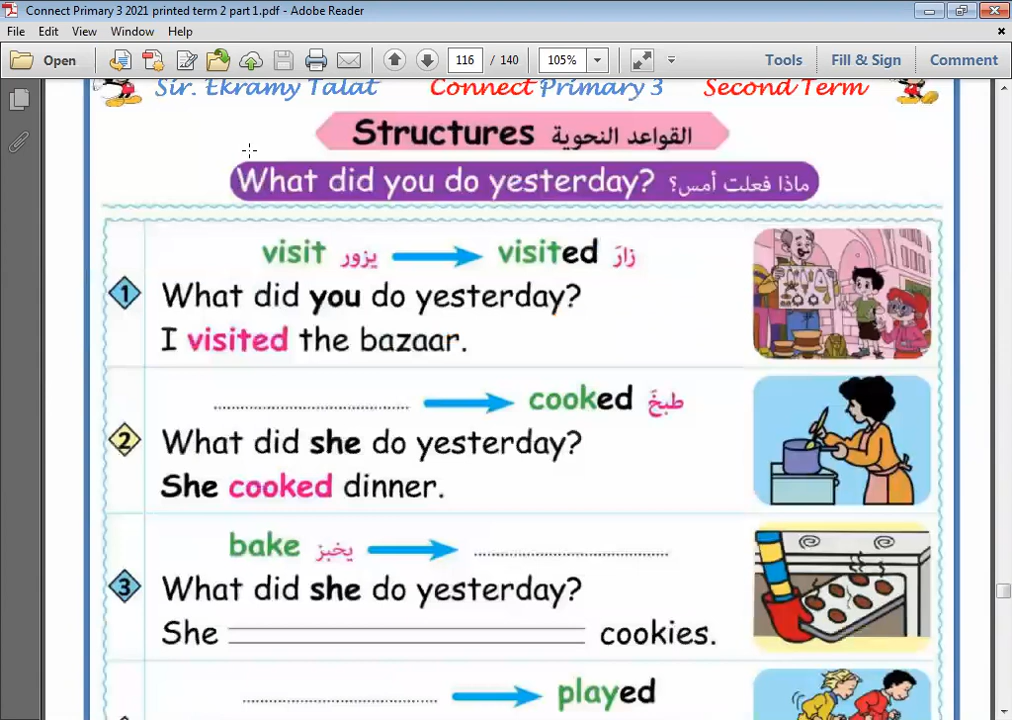 Connect Primary 3 2021 printed term 2 part 1.pdf - Adobe Reader
File Edit View Window Help
Open 116 / 140 105% Tools Fill & Sign Comment
Sir. Ekramy Talat Connect Primary 3 Second Term
Structures القواعد النحوية
What did you do yesterday? ماذا فعلت أمس؟
visit يزور visited زارَ
1 What did you do yesterday?
I visited the bazaar.
.............................. cooked طبخَ
2 What did she do yesterday?
She cooked dinner.
bake يخبز ..............................
3 What did she do yesterday?
She cookies.
.............................. played